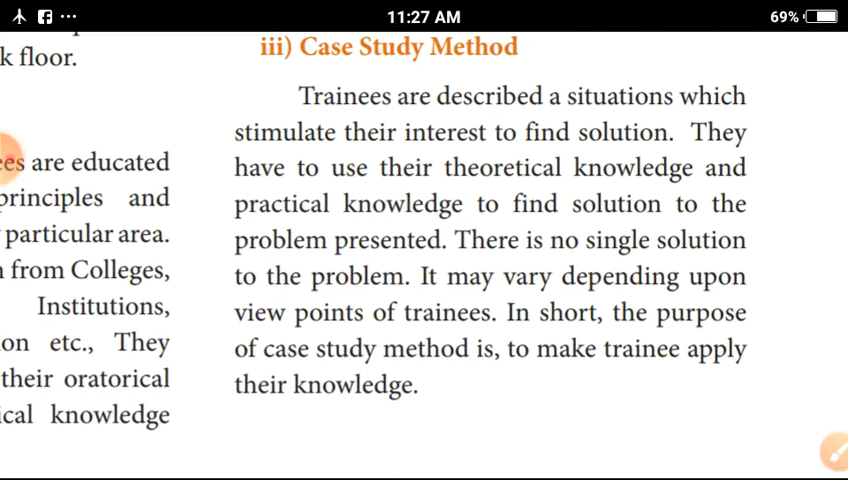 11:27 AM
69%
k floor.
are educated
principles and
particular area.
from Colleges,
Institutions,
etc., They
their oratorical
knowledge
iii) Case Study Method
Trainees are described a situations which
stimulate their interest to find solution. They
have to use their theoretical knowledge and
practical knowledge to find solution to the
problem presented. There is no single solution
to the problem. It may vary depending upon
view points of trainees. In short, the purpose
of case study method is, to make trainee apply
their knowledge.